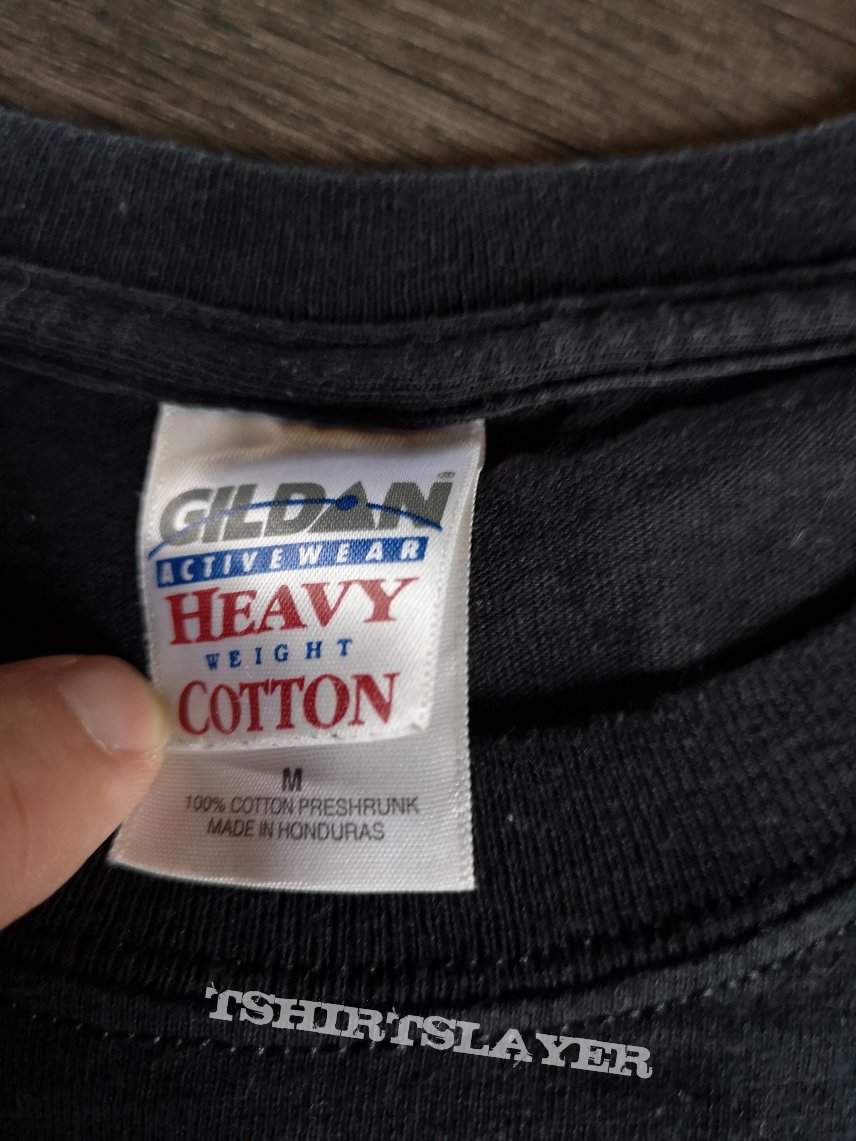 GILDAN®
ACTIVEWEAR
HEAVY
WEIGHT
COTTON
M
100% COTTON PRESHRUNK
MADE IN HONDURAS
TSHIRTSLAYER